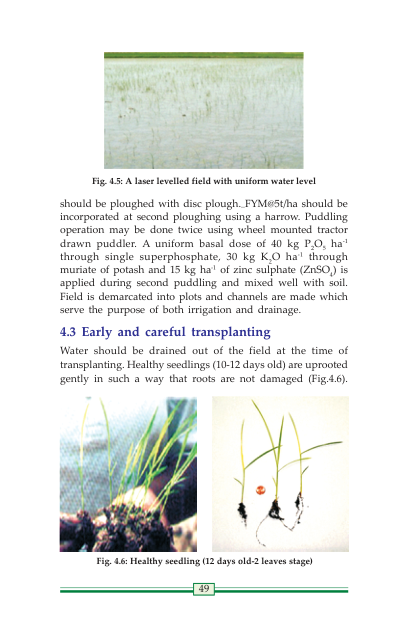 Fig. 4.5: A laser levelled field with uniform water level
should be ploughed with disc plough. FYM@5t/ha should be
incorporated at second ploughing using a harrow. Puddling
operation may be done twice using wheel mounted tractor
drawn puddler. A uniform basal dose of 40 kg P₂O₅ ha⁻¹
through single superphosphate, 30 kg K₂O ha⁻¹ through
muriate of potash and 15 kg ha⁻¹ of zinc sulphate (ZnSO₄) is
applied during second puddling and mixed well with soil.
Field is demarcated into plots and channels are made which
serve the purpose of both irrigation and drainage.
4.3 Early and careful transplanting
Water should be drained out of the field at the time of
transplanting. Healthy seedlings (10-12 days old) are uprooted
gently in such a way that roots are not damaged (Fig.4.6).
Fig. 4.6: Healthy seedling (12 days old-2 leaves stage)
49